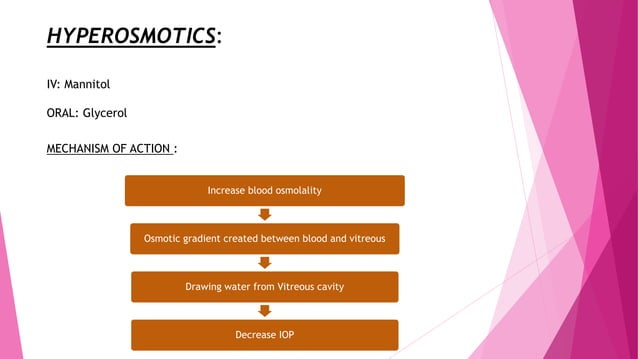 HYPEROSMOTICS:
IV: Mannitol
ORAL: Glycerol
MECHANISM OF ACTION :
Increase blood osmolality
Osmotic gradient created between blood and vitreous
Drawing water from Vitreous cavity
Decrease IOP